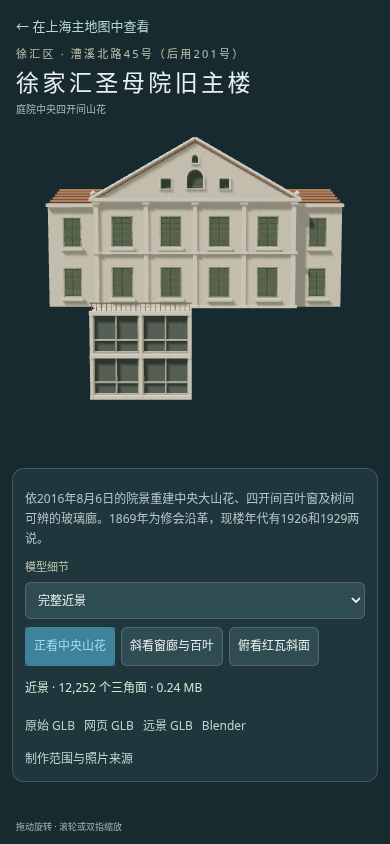 ← 在上海主地图中查看
徐汇区 · 漕溪北路45号（后用201号）
徐家汇圣母院旧主楼
庭院中央四开间山花
依2016年8月6日的院景重建中央大山花、四开间百叶窗及树间
可辨的玻璃廊。1869年为修会沿革，现楼年代有1926和1929两
说。
模型细节
完整近景
正看中央山花 斜看窗廊与百叶 俯看红瓦斜面
近景 · 12,252 个三角面 · 0.24 MB
原始 GLB 网页 GLB 远景 GLB Blender
制作范围与照片来源
拖动旋转 · 滚轮或双指缩放